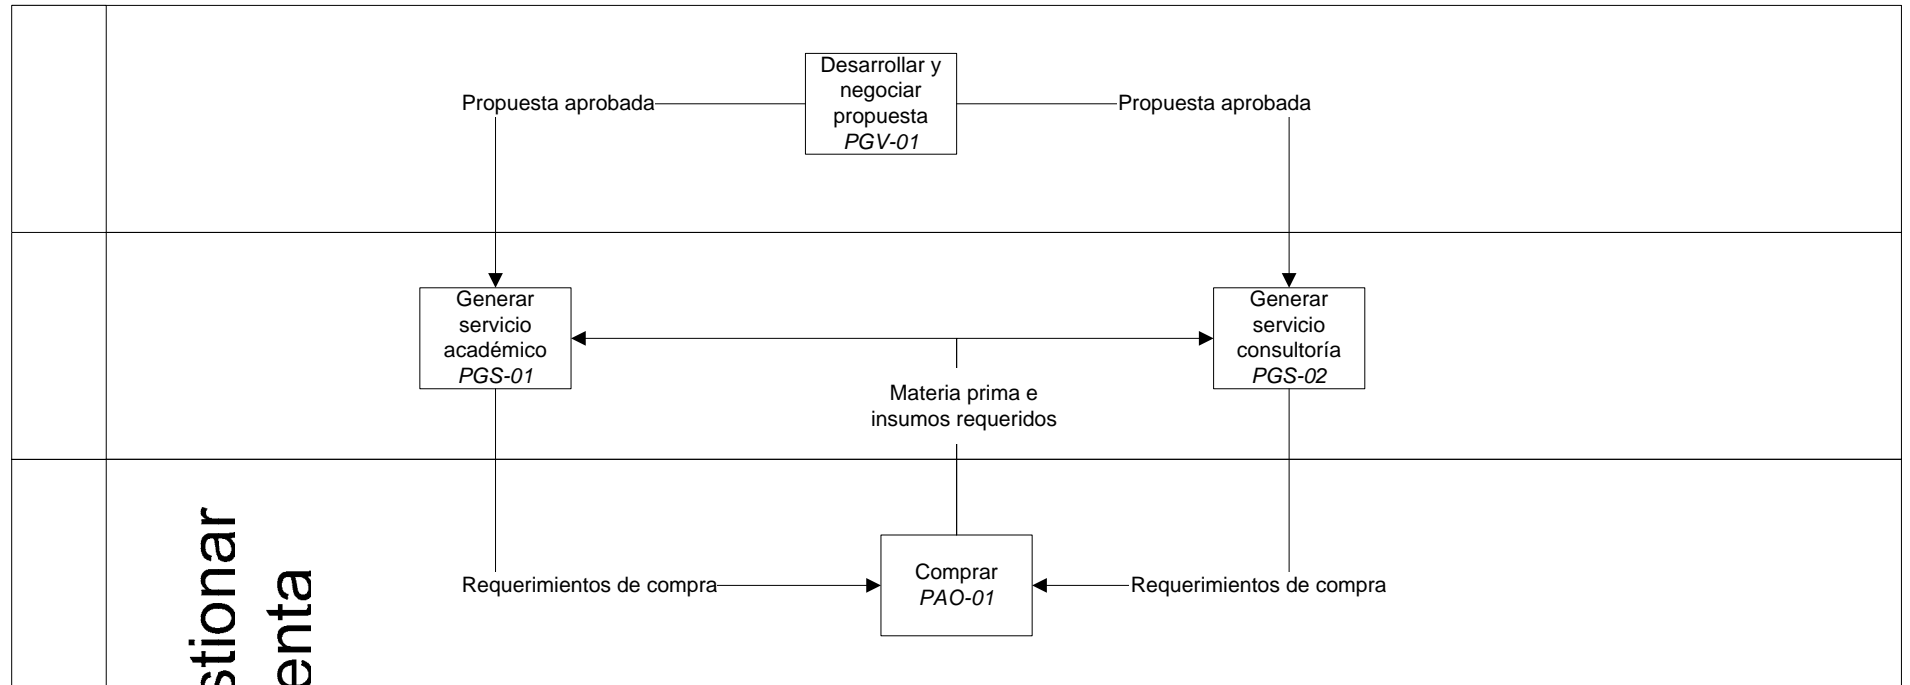 Desarrollar y
negociar
propuesta
PGV-01
Propuesta aprobada
Propuesta aprobada
Generar
servicio
académico
PGS-01
Generar
servicio
consultoría
PGS-02
Materia prima e
insumos requeridos
Requerimientos de compra
Comprar
PAO-01
Requerimientos de compra